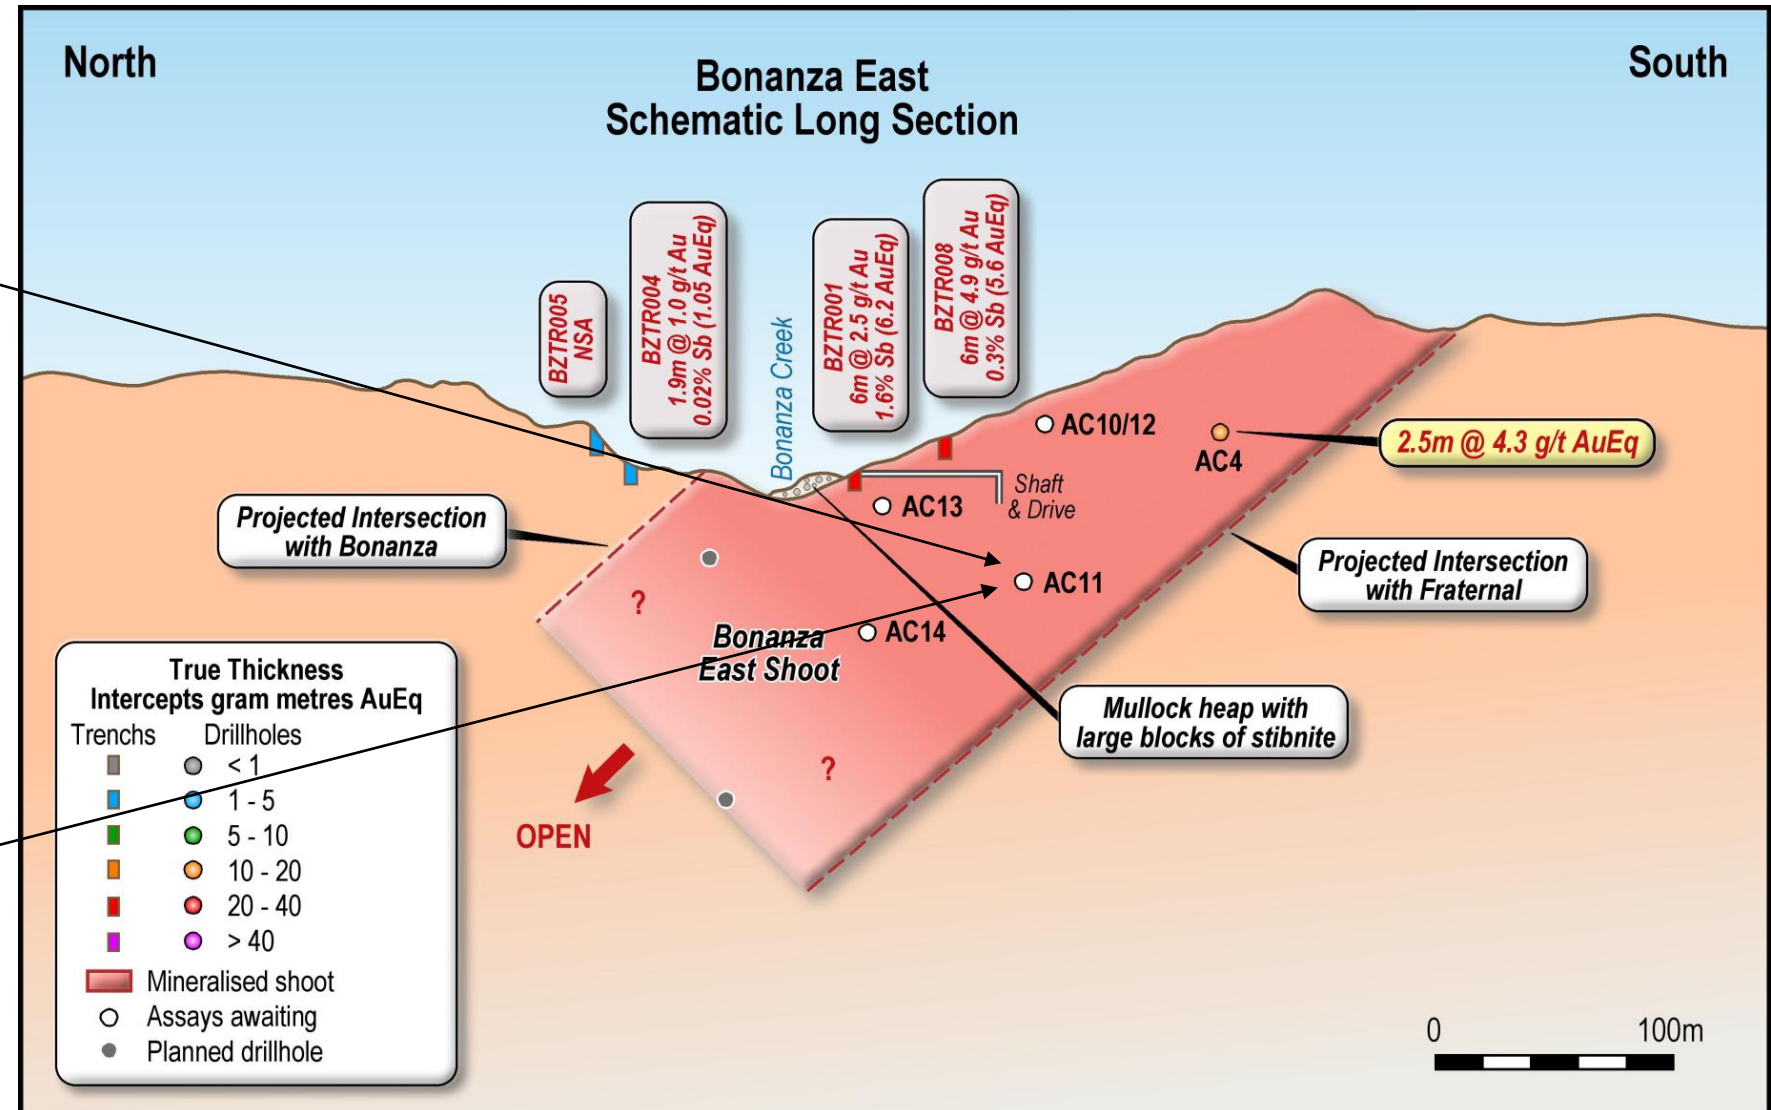 North
South
Bonanza East
Schematic Long Section
BZTR005
NSA
BZTR004
1.9m @ 1.0 g/t Au
0.02% Sb (1.05 AuEq)
Bonanza Creek
BZTR001
6m @ 2.5 g/t Au
1.6% Sb (6.2 AuEq)
BZTR008
6m @ 4.9 g/t Au
0.3% Sb (5.6 AuEq)
AC10/12
AC4
2.5m @ 4.3 g/t AuEq
Shaft
& Drive
AC13
Projected Intersection
with Bonanza
Projected Intersection
with Fraternal
AC11
?
AC14
Bonanza
East Shoot
Mullock heap with
large blocks of stibnite
?
OPEN
True Thickness
Intercepts gram metres AuEq
Trenchs Drillholes
< 1
1 - 5
5 - 10
10 - 20
20 - 40
> 40
Mineralised shoot
Assays awaiting
Planned drillhole
0 100m